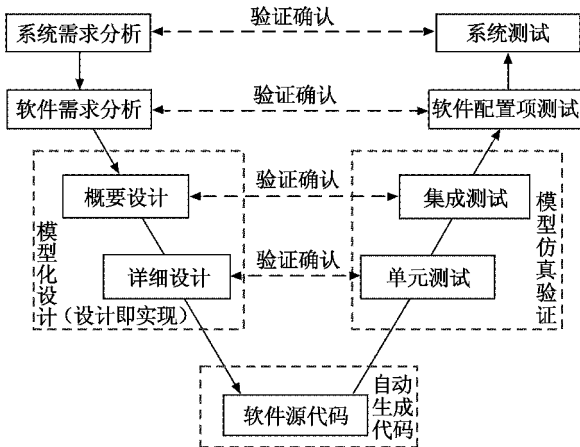 系统需求分析
验证确认
系统测试
软件需求分析
验证确认
软件配置项测试
概要设计
验证确认
集成测试
模型化设计
(设计即实现)
详细设计
验证确认
单元测试
模型仿真验证
软件源代码
自动生成代码